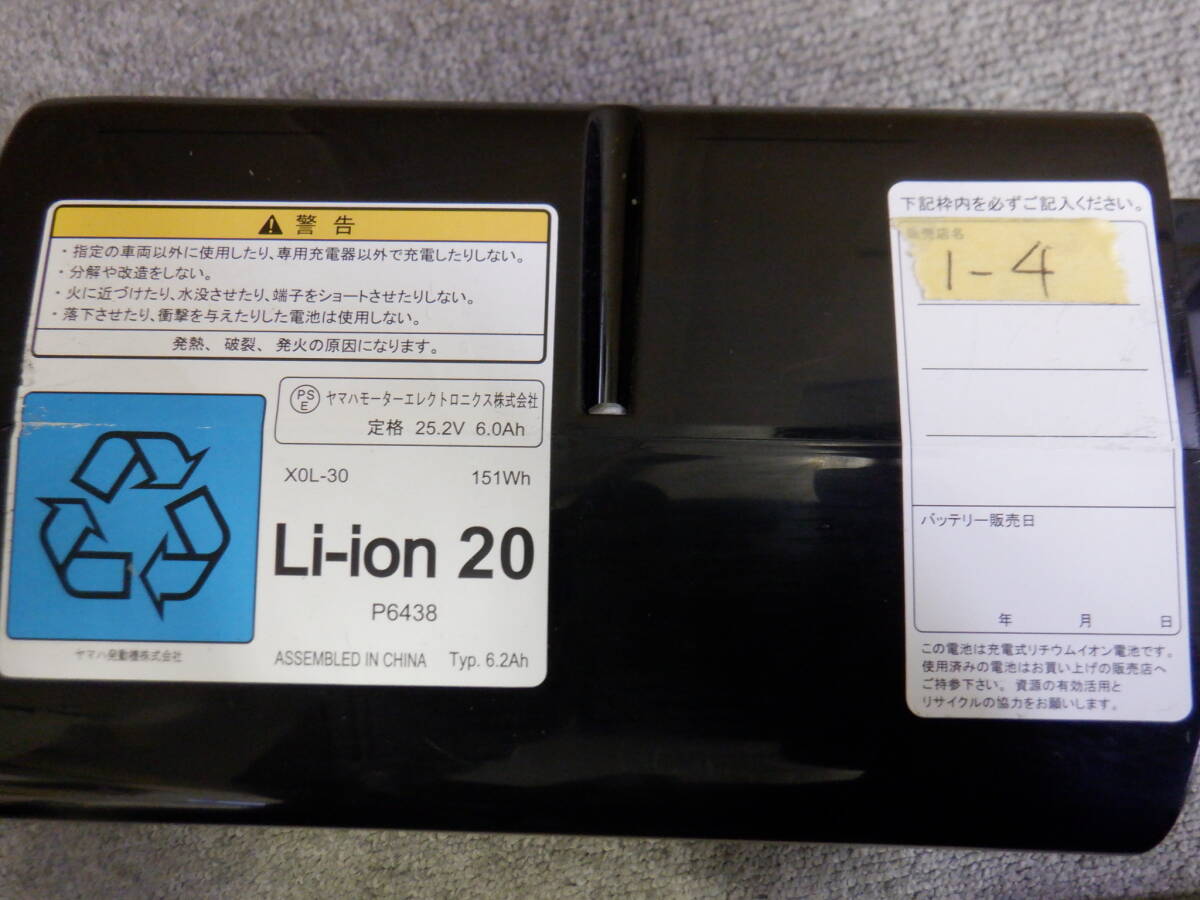 警告
・指定の車両以外に使用したり、専用充電器以外で充電したりしない。
・分解や改造をしない。
・火に近づけたり、水没させたり、端子をショートさせたりしない。
・落下させたり、衝撃を与えたりした電池は使用しない。
発熱、破裂、発火の原因になります。
PSE ヤマハモーターエレクトロニクス株式会社
定格 25.2V 6.0Ah
X0L-30 151Wh
Li-ion 20
P6438
ASSEMBLED IN CHINA Typ. 6.2Ah
ヤマハ発動機株式会社
下記枠内を必ずご記入ください。
販売店名
1-4
バッテリー販売日
年 月 日
この電池は充電式リチウムイオン電池です。
使用済みの電池はお買い上げの販売店へ
ご持参下さい。資源の有効活用と
リサイクルの協力をお願いします。